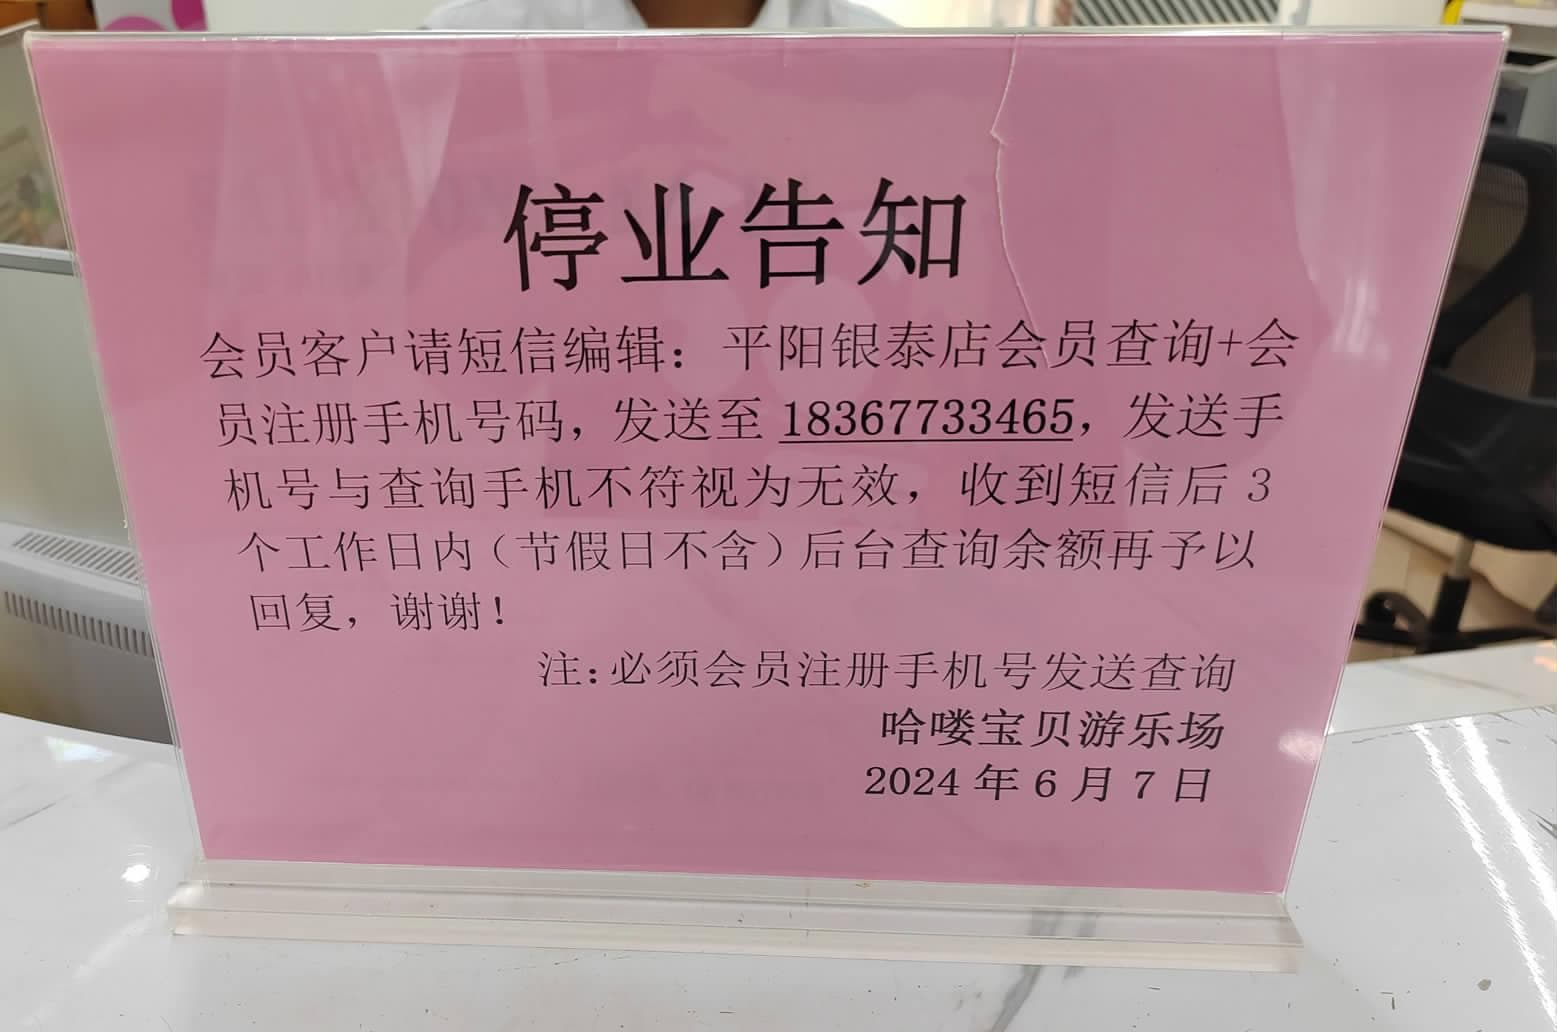 停业告知
会员客户请短信编辑：平阳银泰店会员查询+会
员注册手机号码，发送至 18367733465，发送手
机号与查询手机不符视为无效，收到短信后 3
个工作日内（节假日不含）后台查询余额再予以
回复，谢谢！
注：必须会员注册手机号发送查询
哈喽宝贝游乐场
2024 年 6 月 7 日